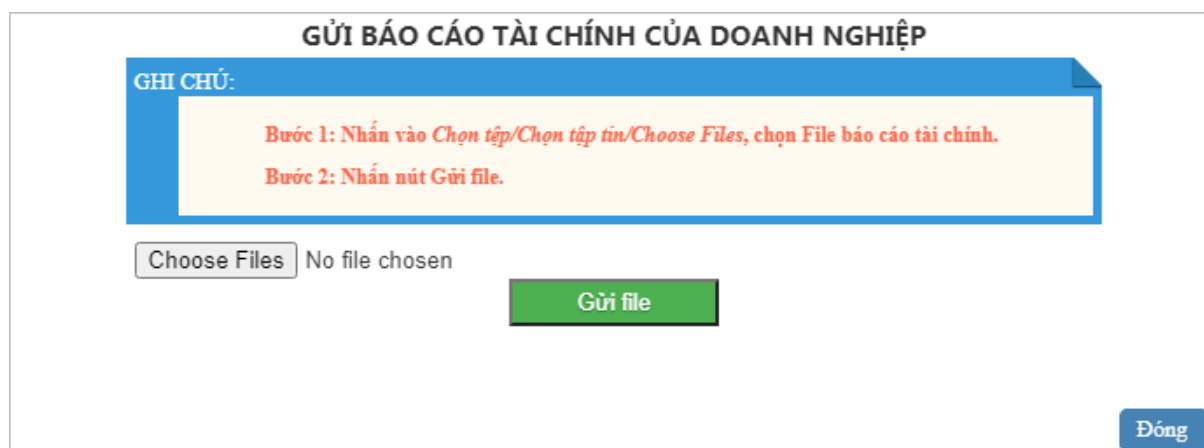 GỬI BÁO CÁO TÀI CHÍNH CỦA DOANH NGHIỆP
GHI CHÚ:
Bước 1: Nhấn vào Chọn tệp/Chọn tập tin/Choose Files, chọn File báo cáo tài chính.
Bước 2: Nhấn nút Gửi file.
Choose Files No file chosen
Gửi file
Đóng